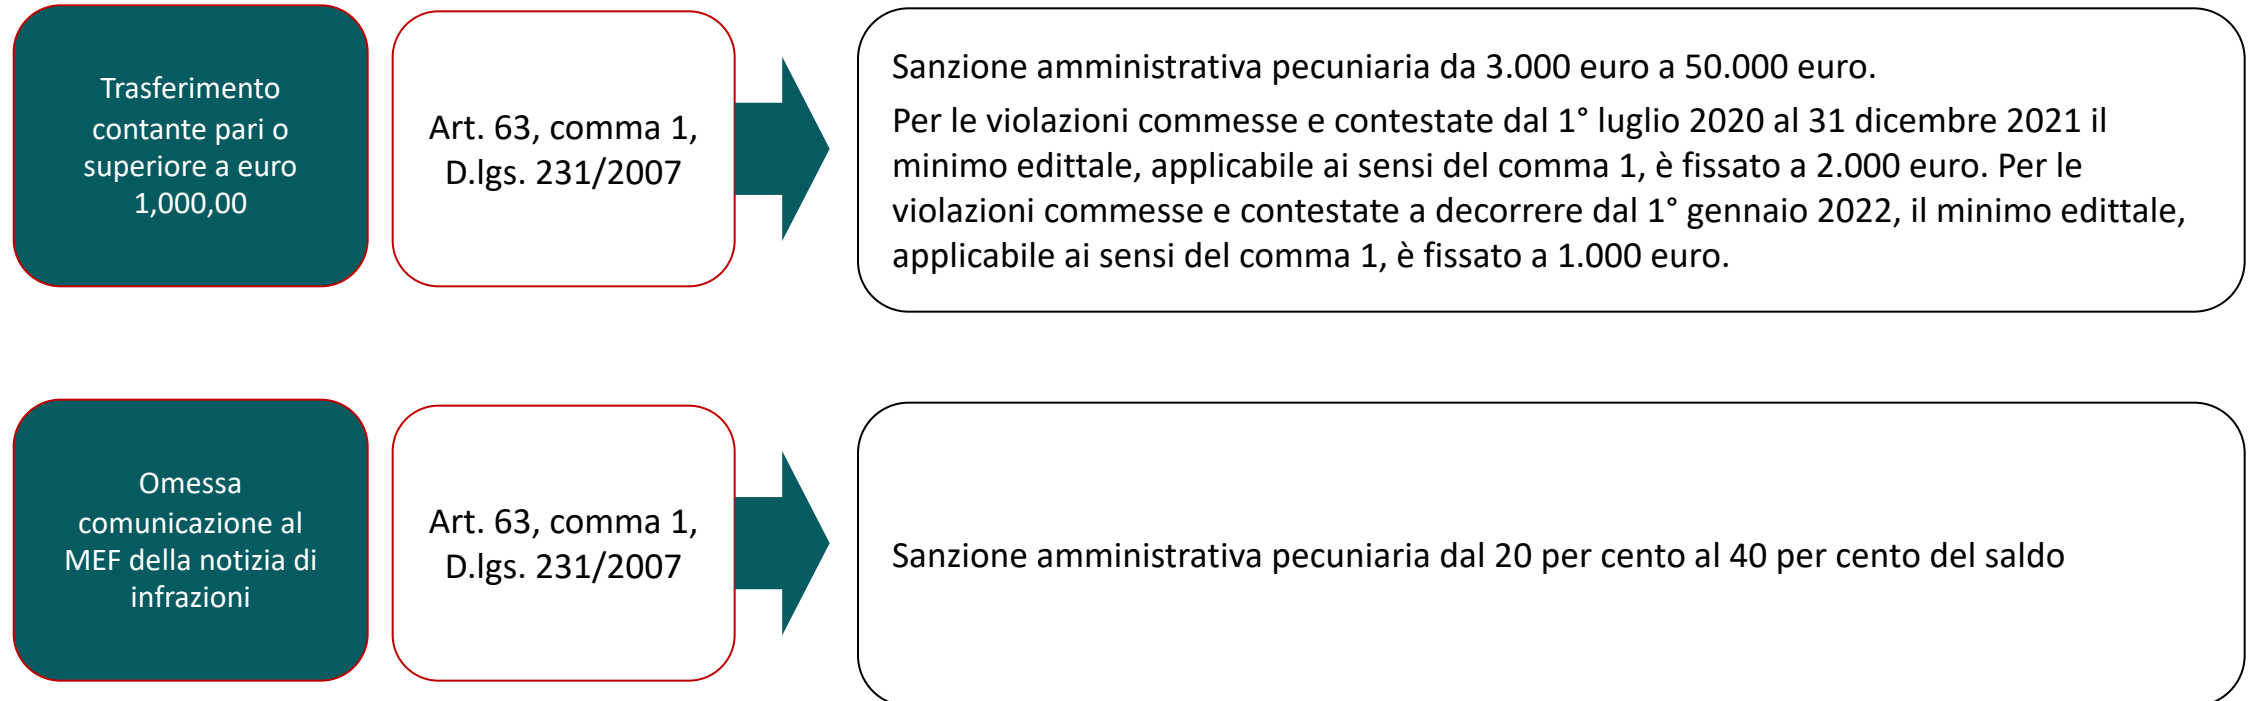 Trasferimento
contante pari o
superiore a euro
1,000,00
Art. 63, comma 1,
D.lgs. 231/2007
Sanzione amministrativa pecuniaria da 3.000 euro a 50.000 euro.
Per le violazioni commesse e contestate dal 1° luglio 2020 al 31 dicembre 2021 il
minimo edittale, applicabile ai sensi del comma 1, è fissato a 2.000 euro. Per le
violazioni commesse e contestate a decorrere dal 1° gennaio 2022, il minimo edittale,
applicabile ai sensi del comma 1, è fissato a 1.000 euro.
Omessa
comunicazione al
MEF della notizia di
infrazioni
Art. 63, comma 1,
D.lgs. 231/2007
Sanzione amministrativa pecuniaria dal 20 per cento al 40 per cento del saldo